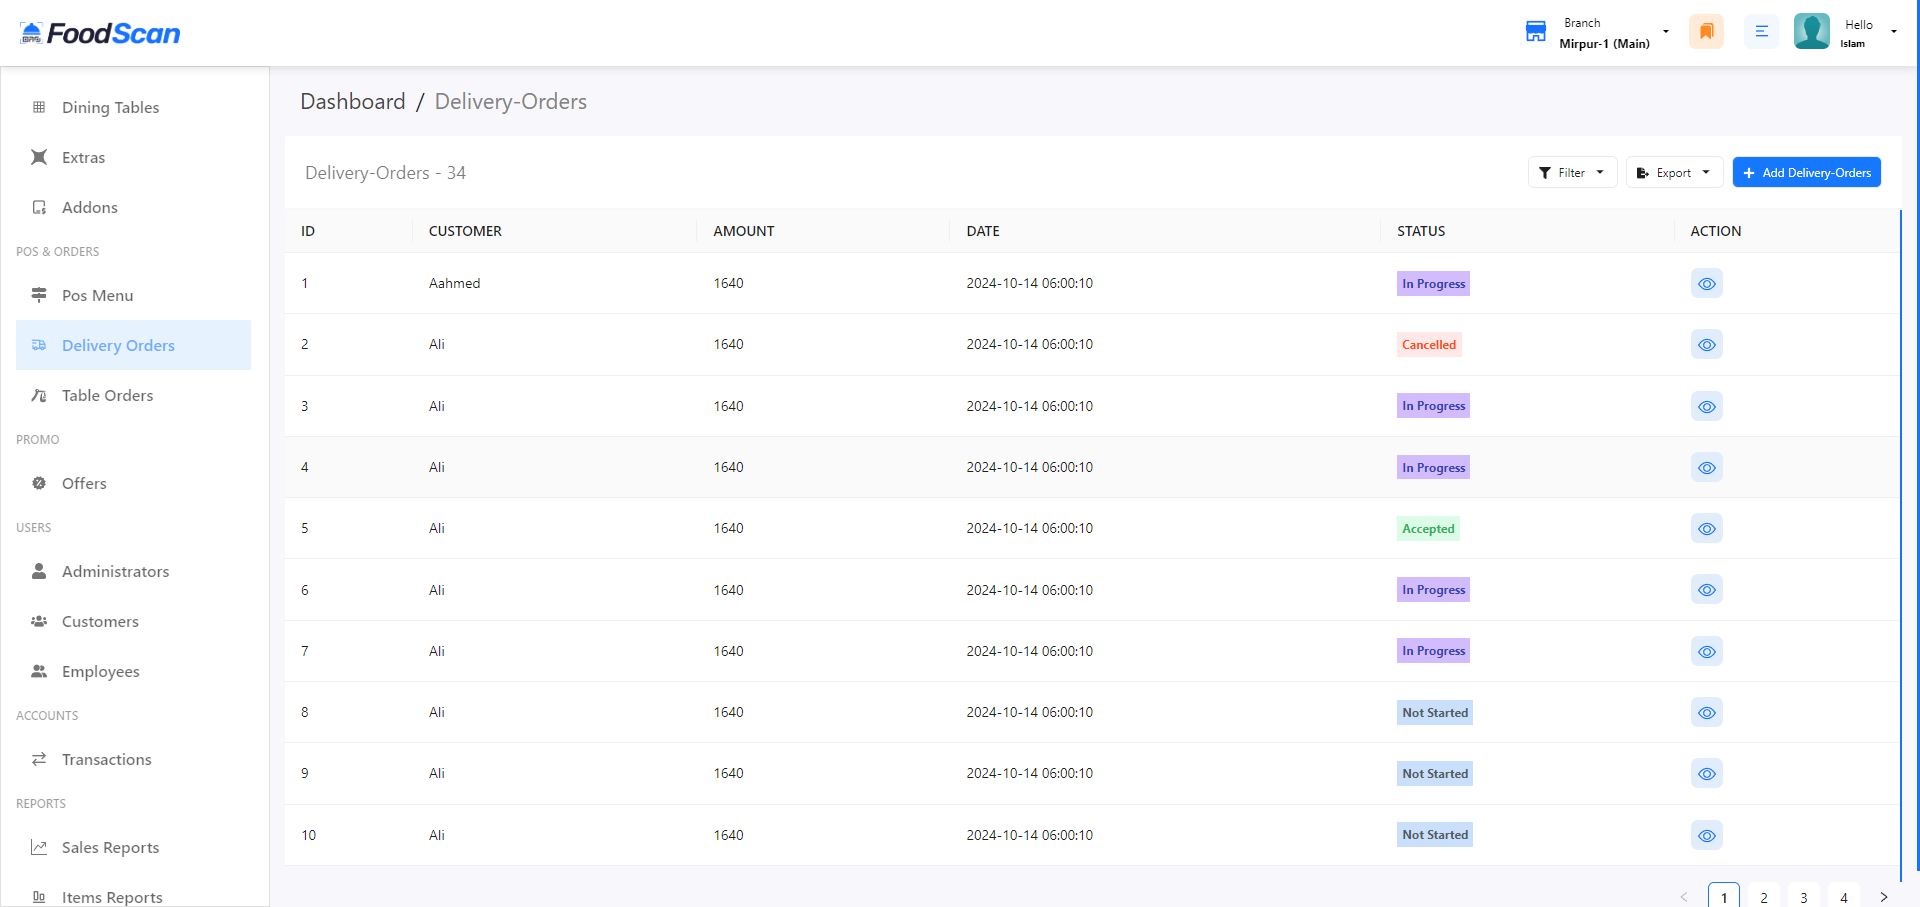 FoodScan
Branch
Mirpur-1 (Main)
Hello
Islam
Dining Tables
Extras
Addons
POS & ORDERS
Pos Menu
Delivery Orders
Table Orders
PROMO
Offers
USERS
Administrators
Customers
Employees
ACCOUNTS
Transactions
REPORTS
Sales Reports
Items Reports
Dashboard / Delivery-Orders
Delivery-Orders - 34
Filter
Export
+ Add Delivery-Orders
ID CUSTOMER AMOUNT DATE STATUS ACTION
1 Aahmed 1640 2024-10-14 06:00:10 In Progress
2 Ali 1640 2024-10-14 06:00:10 Cancelled
3 Ali 1640 2024-10-14 06:00:10 In Progress
4 Ali 1640 2024-10-14 06:00:10 In Progress
5 Ali 1640 2024-10-14 06:00:10 Accepted
6 Ali 1640 2024-10-14 06:00:10 In Progress
7 Ali 1640 2024-10-14 06:00:10 In Progress
8 Ali 1640 2024-10-14 06:00:10 Not Started
9 Ali 1640 2024-10-14 06:00:10 Not Started
10 Ali 1640 2024-10-14 06:00:10 Not Started
< 1 2 3 4 >